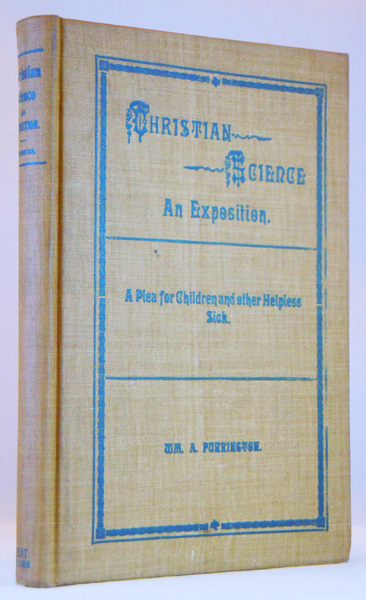 Christian
Science
An Exposition.
A Plea for Children and other Helpless
Sick.
WM. A. PURRINGTON.